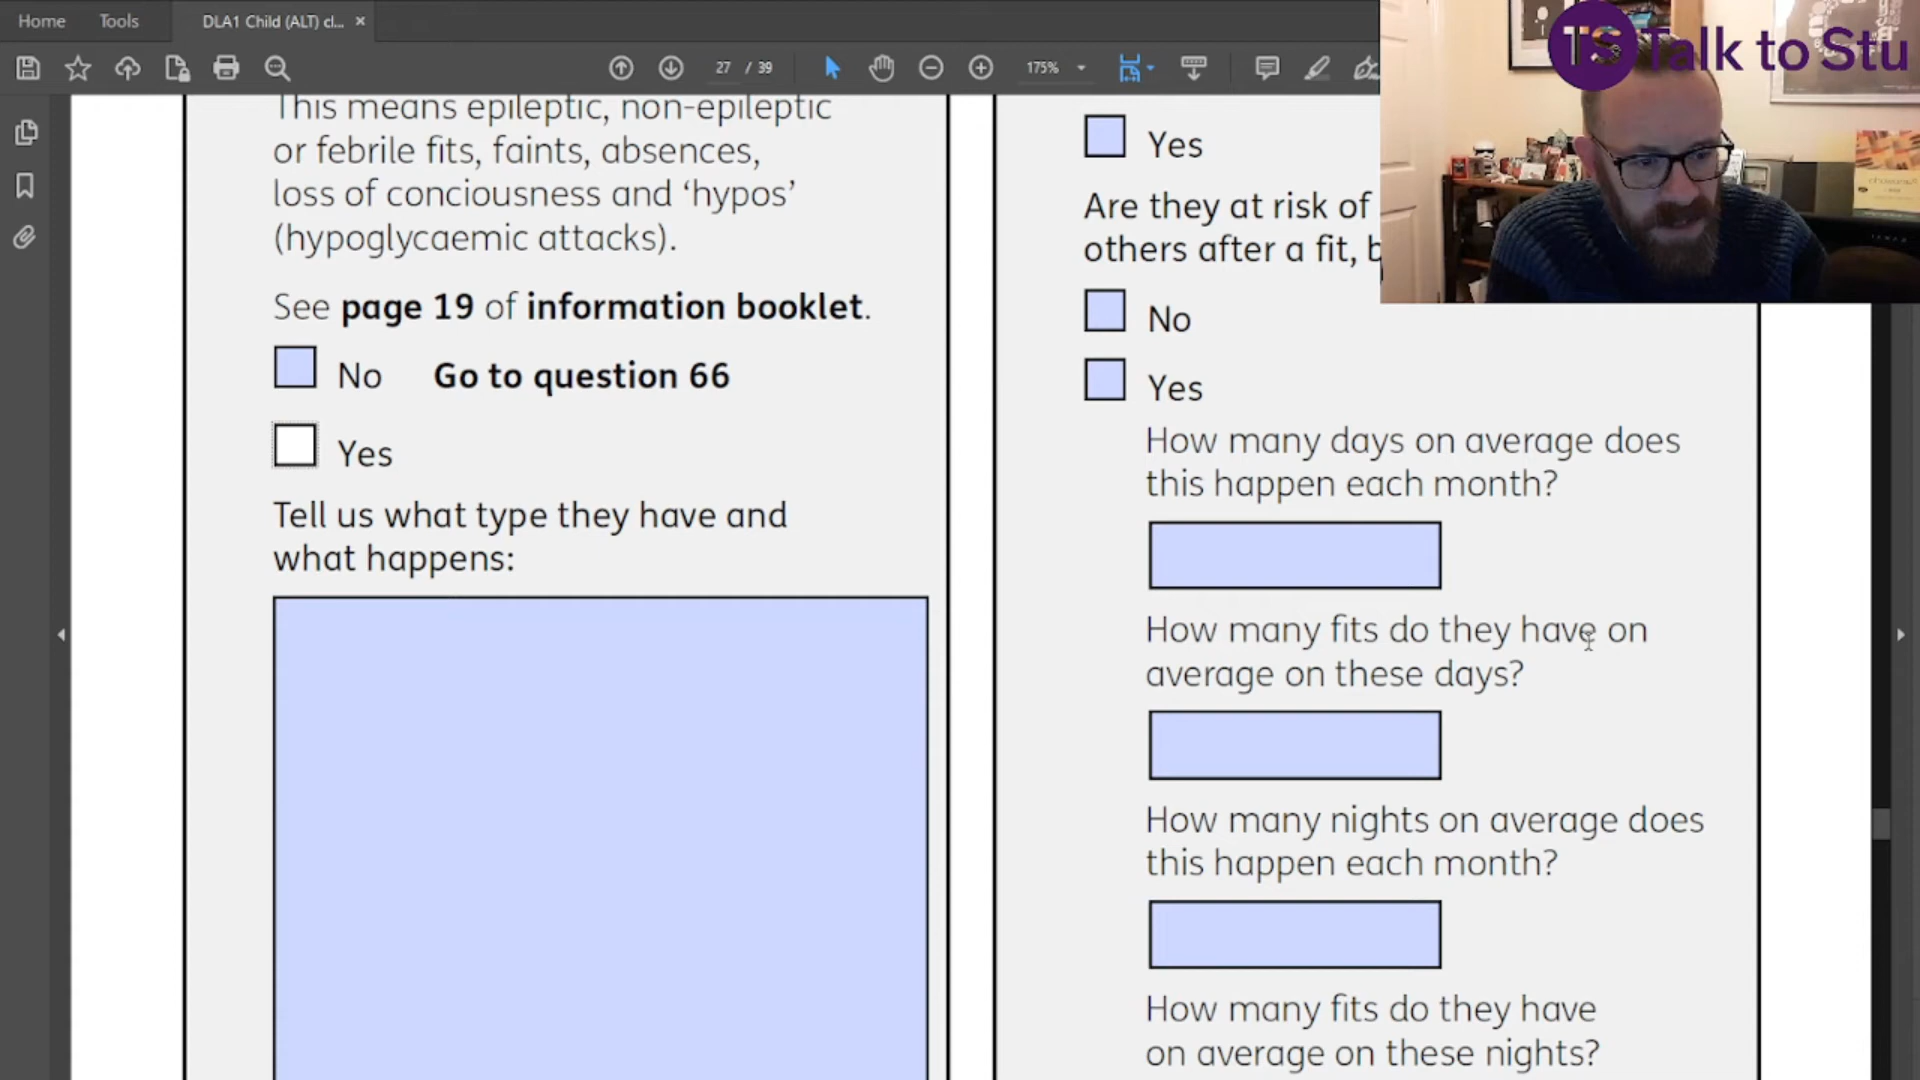 Home
Tools
DLA1 Child (ALT) cl...
27 / 39
175%
TS Talk to Stu
This means epileptic, non-epileptic
or febrile fits, faints, absences,
loss of conciousness and ‘hypos’
(hypoglycaemic attacks).
See page 19 of information booklet.
No Go to question 66
Yes
Tell us what type they have and
what happens:
Yes
Are they at risk of
others after a fit, b
No
Yes
How many days on average does
this happen each month?
How many fits do they have on
average on these days?
How many nights on average does
this happen each month?
How many fits do they have
on average on these nights?